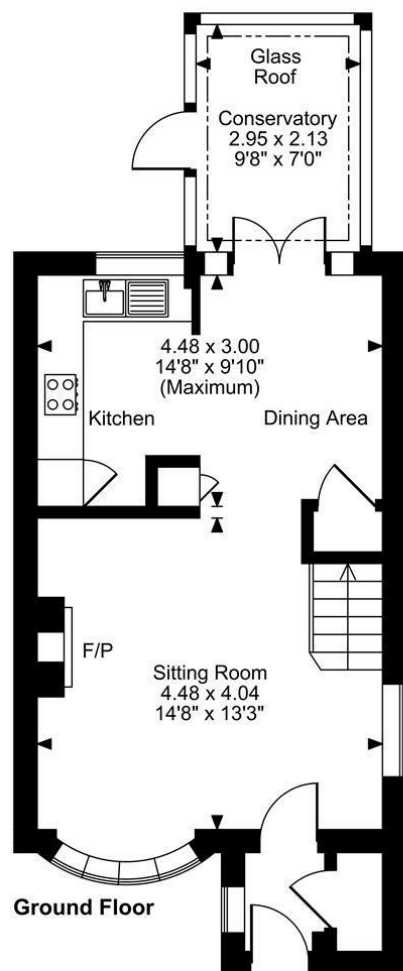 Glass
Roof
Conservatory
2.95 x 2.13
9'8" x 7'0"
4.48 x 3.00
14'8" x 9'10"
(Maximum)
Kitchen
Dining Area
F/P
Sitting Room
4.48 x 4.04
14'8" x 13'3"
Ground Floor